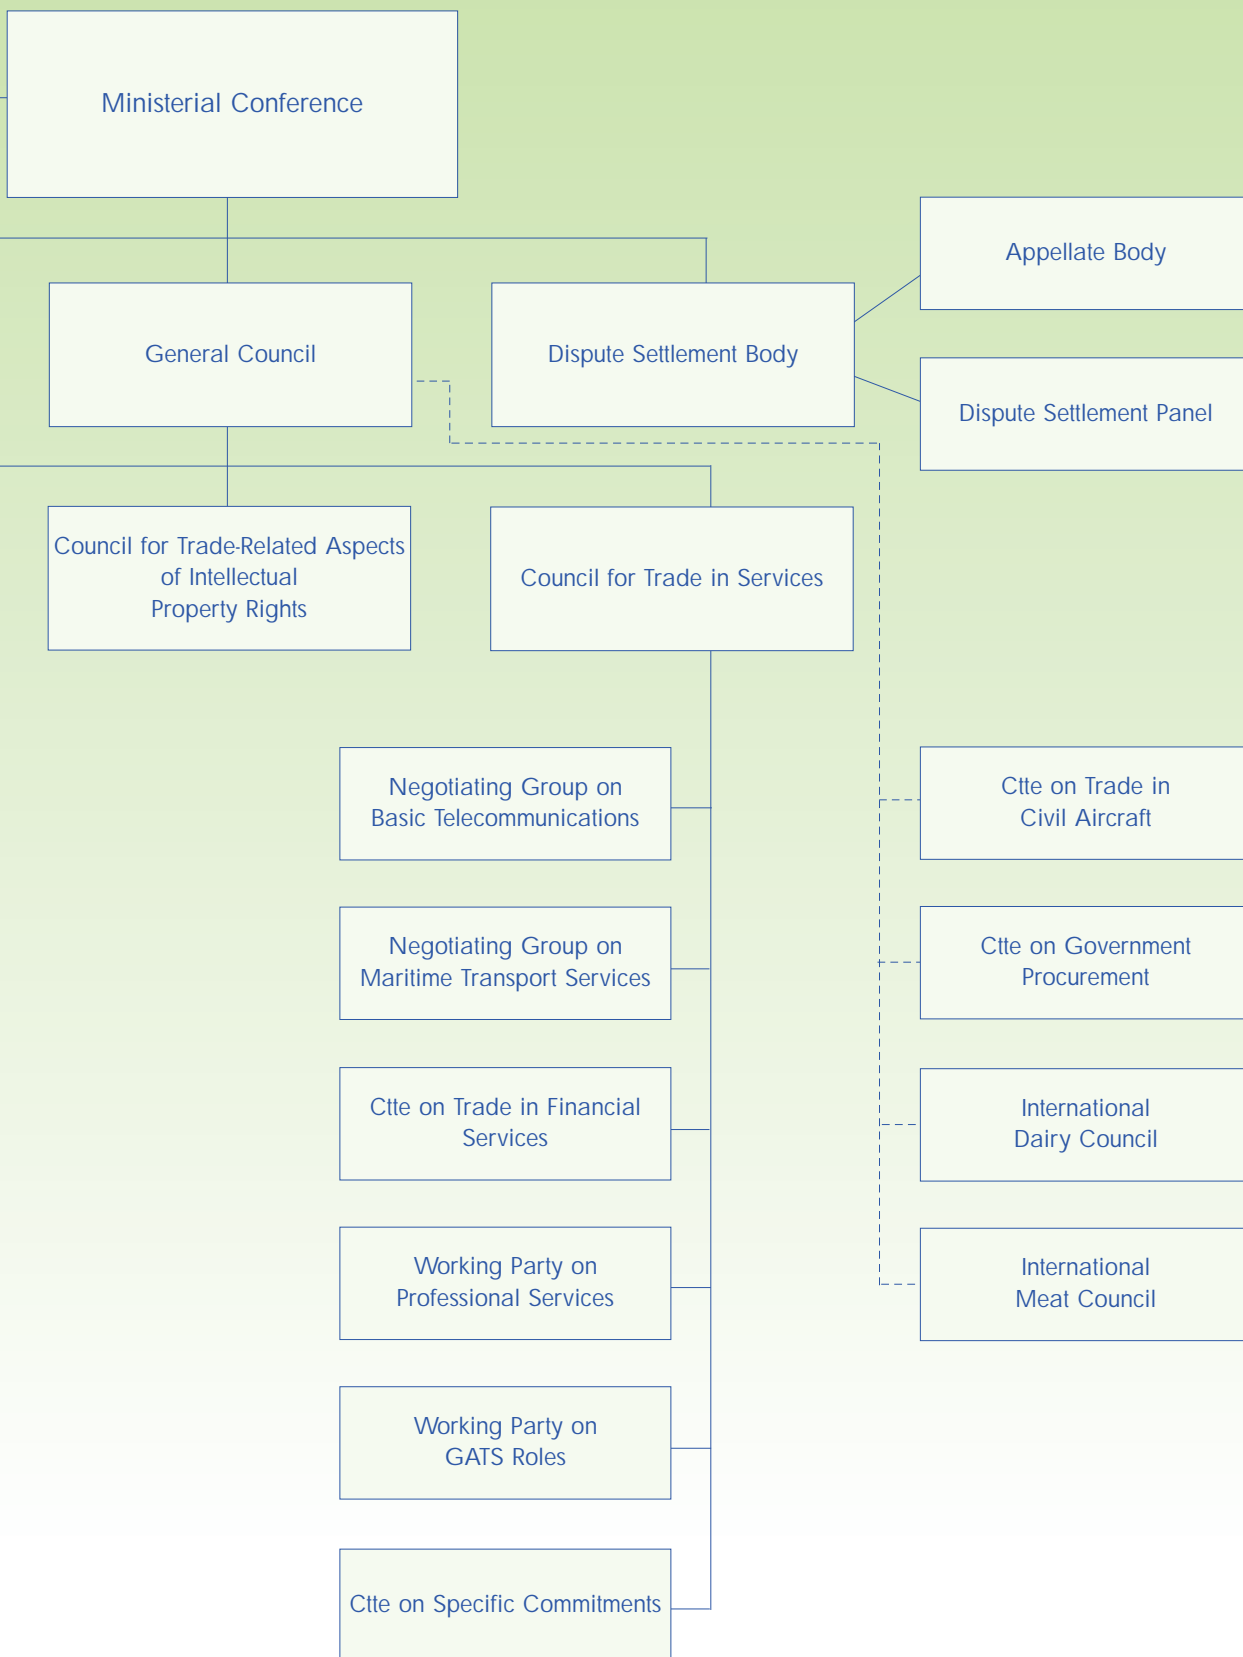 Ministerial Conference
Appellate Body
General Council
Dispute Settlement Body
Dispute Settlement Panel
Council for Trade-Related Aspects
of Intellectual
Property Rights
Council for Trade in Services
Negotiating Group on
Basic Telecommunications
Ctte on Trade in
Civil Aircraft
Negotiating Group on
Maritime Transport Services
Ctte on Government
Procurement
Ctte on Trade in Financial
Services
International
Dairy Council
Working Party on
Professional Services
International
Meat Council
Working Party on
GATS Roles
Ctte on Specific Commitments